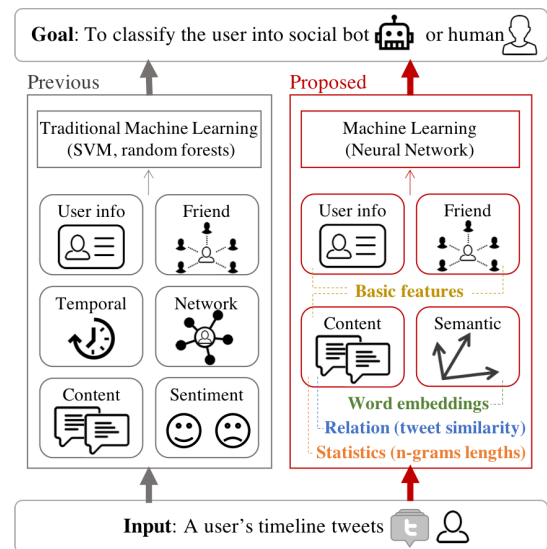 Goal: To classify the user into social bot or human
Previous
Proposed
Traditional Machine Learning
(SVM, random forests)
Machine Learning
(Neural Network)
User info
Friend
Temporal
Network
Content
Sentiment
User info
Friend
Basic features
Content
Semantic
Word embeddings
Relation (tweet similarity)
Statistics (n-grams lengths)
Input: A user's timeline tweets
t